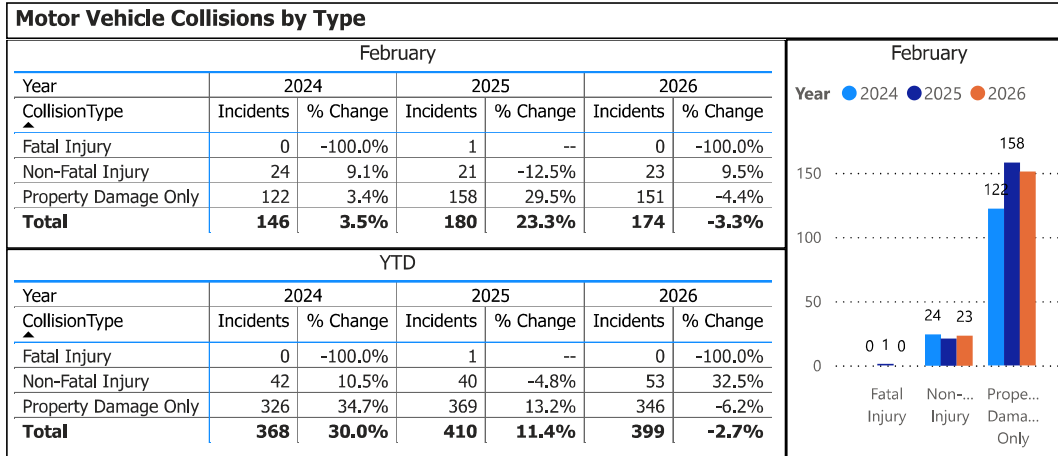 Motor Vehicle Collisions by Type
February
Year 2024 2025 2026
CollisionType Incidents % Change Incidents % Change Incidents % Change
Fatal Injury 0 -100.0% 1 -- 0 -100.0%
Non-Fatal Injury 24 9.1% 21 -12.5% 23 9.5%
Property Damage Only 122 3.4% 158 29.5% 151 -4.4%
Total 146 3.5% 180 23.3% 174 -3.3%
YTD
Year 2024 2025 2026
CollisionType Incidents % Change Incidents % Change Incidents % Change
Fatal Injury 0 -100.0% 1 -- 0 -100.0%
Non-Fatal Injury 42 10.5% 40 -4.8% 53 32.5%
Property Damage Only 326 34.7% 369 13.2% 346 -6.2%
Total 368 30.0% 410 11.4% 399 -2.7%
February
Year 2024 2025 2026
158
150
122
100
50
24 23
0 1 0
0
Fatal Non-... Prope...
Injury Injury Dama...
Only